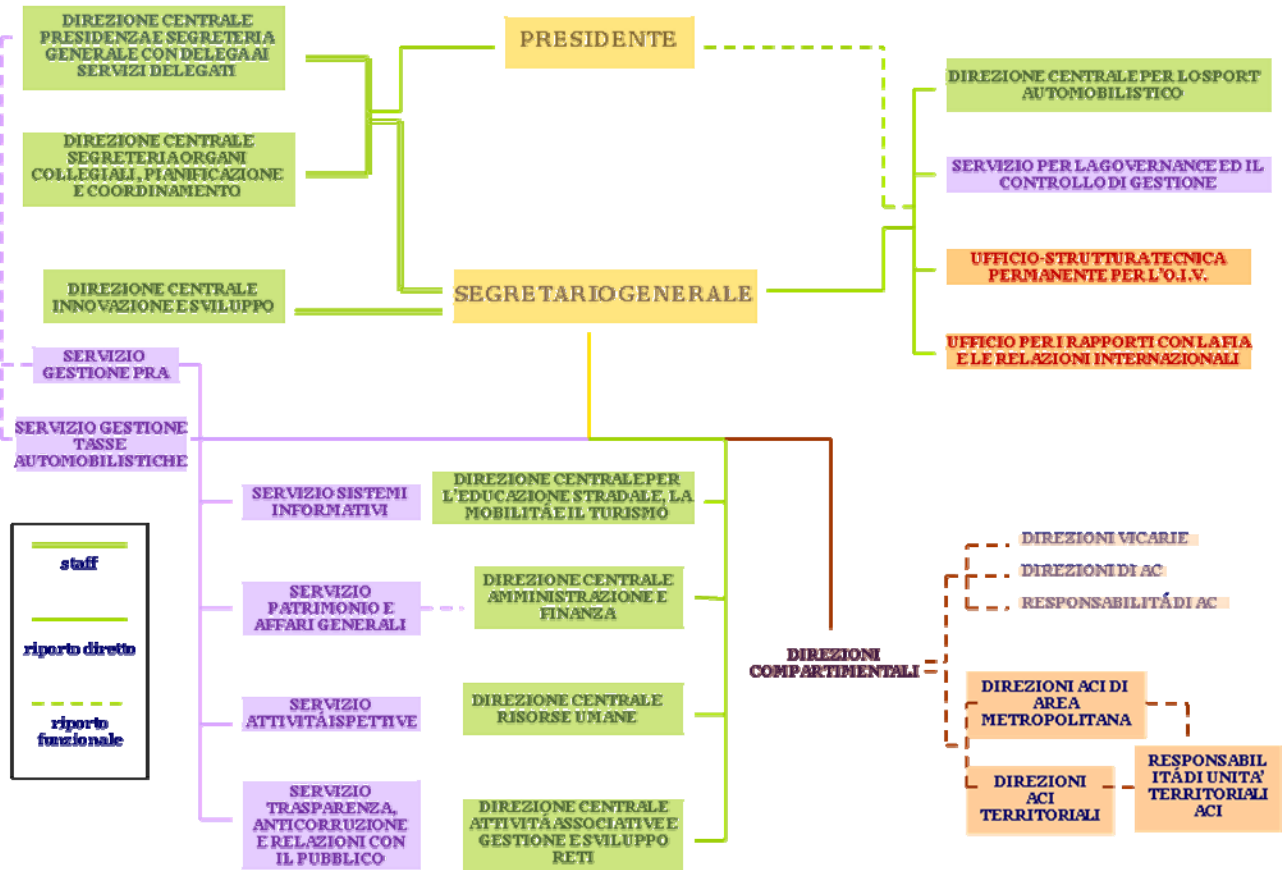 DIREZIONE CENTRALE
PRESIDENZA E SEGRETERIA
GENERALE CON DELEGA AI
SERVIZI DELEGATI
PRESIDENTE
DIREZIONE CENTRALE PER LO SPORT
AUTOMOBILISTICO
DIREZIONE CENTRALE
SEGRETERIA ORGANI
COLLEGIALI, PIANIFICAZIONE
E COORDINAMENTO
SERVIZIO PER LA GOVERNANCE ED IL
CONTROLLO DI GESTIONE
UFFICIO-STRUTTURA TECNICA
PERMANENTE PER L'O.I.V.
DIREZIONE CENTRALE
INNOVAZIONE E SVILUPPO
SEGRETARIO GENERALE
UFFICIO PER I RAPPORTI CON LA FIA
E LE RELAZIONI INTERNAZIONALI
SERVIZIO
GESTIONE PRA
SERVIZIO GESTIONE
TASSE
AUTOMOBILISTICHE
SERVIZIO SISTEMI
INFORMATIVI
DIREZIONE CENTRALE PER
L'EDUCAZIONE STRADALE, LA
MOBILITÁ E IL TURISMO
SERVIZIO
PATRIMONIO E
AFFARI GENERALI
DIREZIONE CENTRALE
AMMINISTRAZIONE E
FINANZA
SERVIZIO
ATTIVITÁ ISPETTIVE
DIREZIONE CENTRALE
RISORSE UMANE
SERVIZIO
TRASPARENZA,
ANTICORRUZIONE
E RELAZIONI CON
IL PUBBLICO
DIREZIONE CENTRALE
ATTIVITÁ ASSOCIATIVE E
GESTIONE E SVILUPPO
RETI
staff
riporto diretto
riporto
funzionale
DIREZIONI
COMPARTIMENTALI
DIREZIONI VICARIE
DIREZIONI DI AC
RESPONSABILITÁ DI AC
DIREZIONI ACI DI
AREA
METROPOLITANA
DIREZIONI
ACI
TERRITORIALI
RESPONSABIL
ITÁ DI UNITA'
TERRITORIALI
ACI